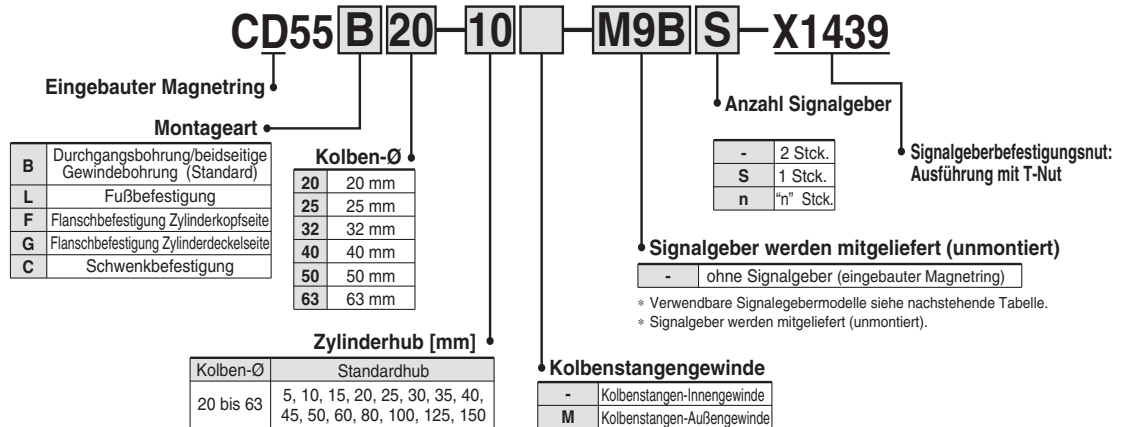 CD55 B 20-10 - M9B S - X1439
Eingebauter Magnetring
Montageart
B Durchgangsbohrung/beidseitige
Gewindebohrung (Standard)
L Fußbefestigung
F Flanschbefestigung Zylinderkopfseite
G Flanschbefestigung Zylinderdeckelseite
C Schwenkbefestigung
Kolben-Ø
20 20 mm
25 25 mm
32 32 mm
40 40 mm
50 50 mm
63 63 mm
Anzahl Signalgeber
- 2 Stck.
S 1 Stck.
n “n” Stck.
Signalgeberbefestigungsnut:
Ausführung mit T-Nut
Signalgeber werden mitgeliefert (unmontiert)
- ohne Signalgeber (eingebauter Magnetring)
* Verwendbare Signalegebermodelle siehe nachstehende Tabelle.
* Signalgeber werden mitgeliefert (unmontiert).
Zylinderhub [mm]
Kolben-Ø Standardhub
20 bis 63 5, 10, 15, 20, 25, 30, 35, 40,
45, 50, 60, 80, 100, 125, 150
Kolbenstangengewinde
- Kolbenstangen-Innengewinde
M Kolbenstangen-Außengewinde